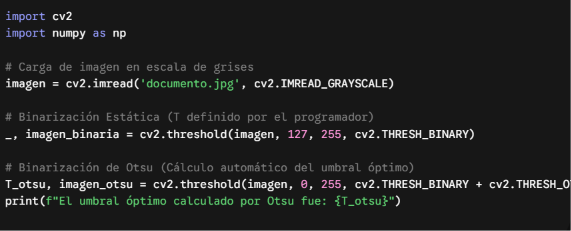 import cv2
import numpy as np
# Carga de imagen en escala de grises
imagen = cv2.imread('documento.jpg', cv2.IMREAD_GRAYSCALE)
# Binarización Estática (T definido por el programador)
_, imagen_binaria = cv2.threshold(imagen, 127, 255, cv2.THRESH_BINARY)
# Binarización de Otsu (Cálculo automático del umbral óptimo)
T_otsu, imagen_otsu = cv2.threshold(imagen, 0, 255, cv2.THRESH_BINARY + cv2.THRESH_O
print(f"El umbral óptimo calculado por Otsu fue: {T_otsu}")